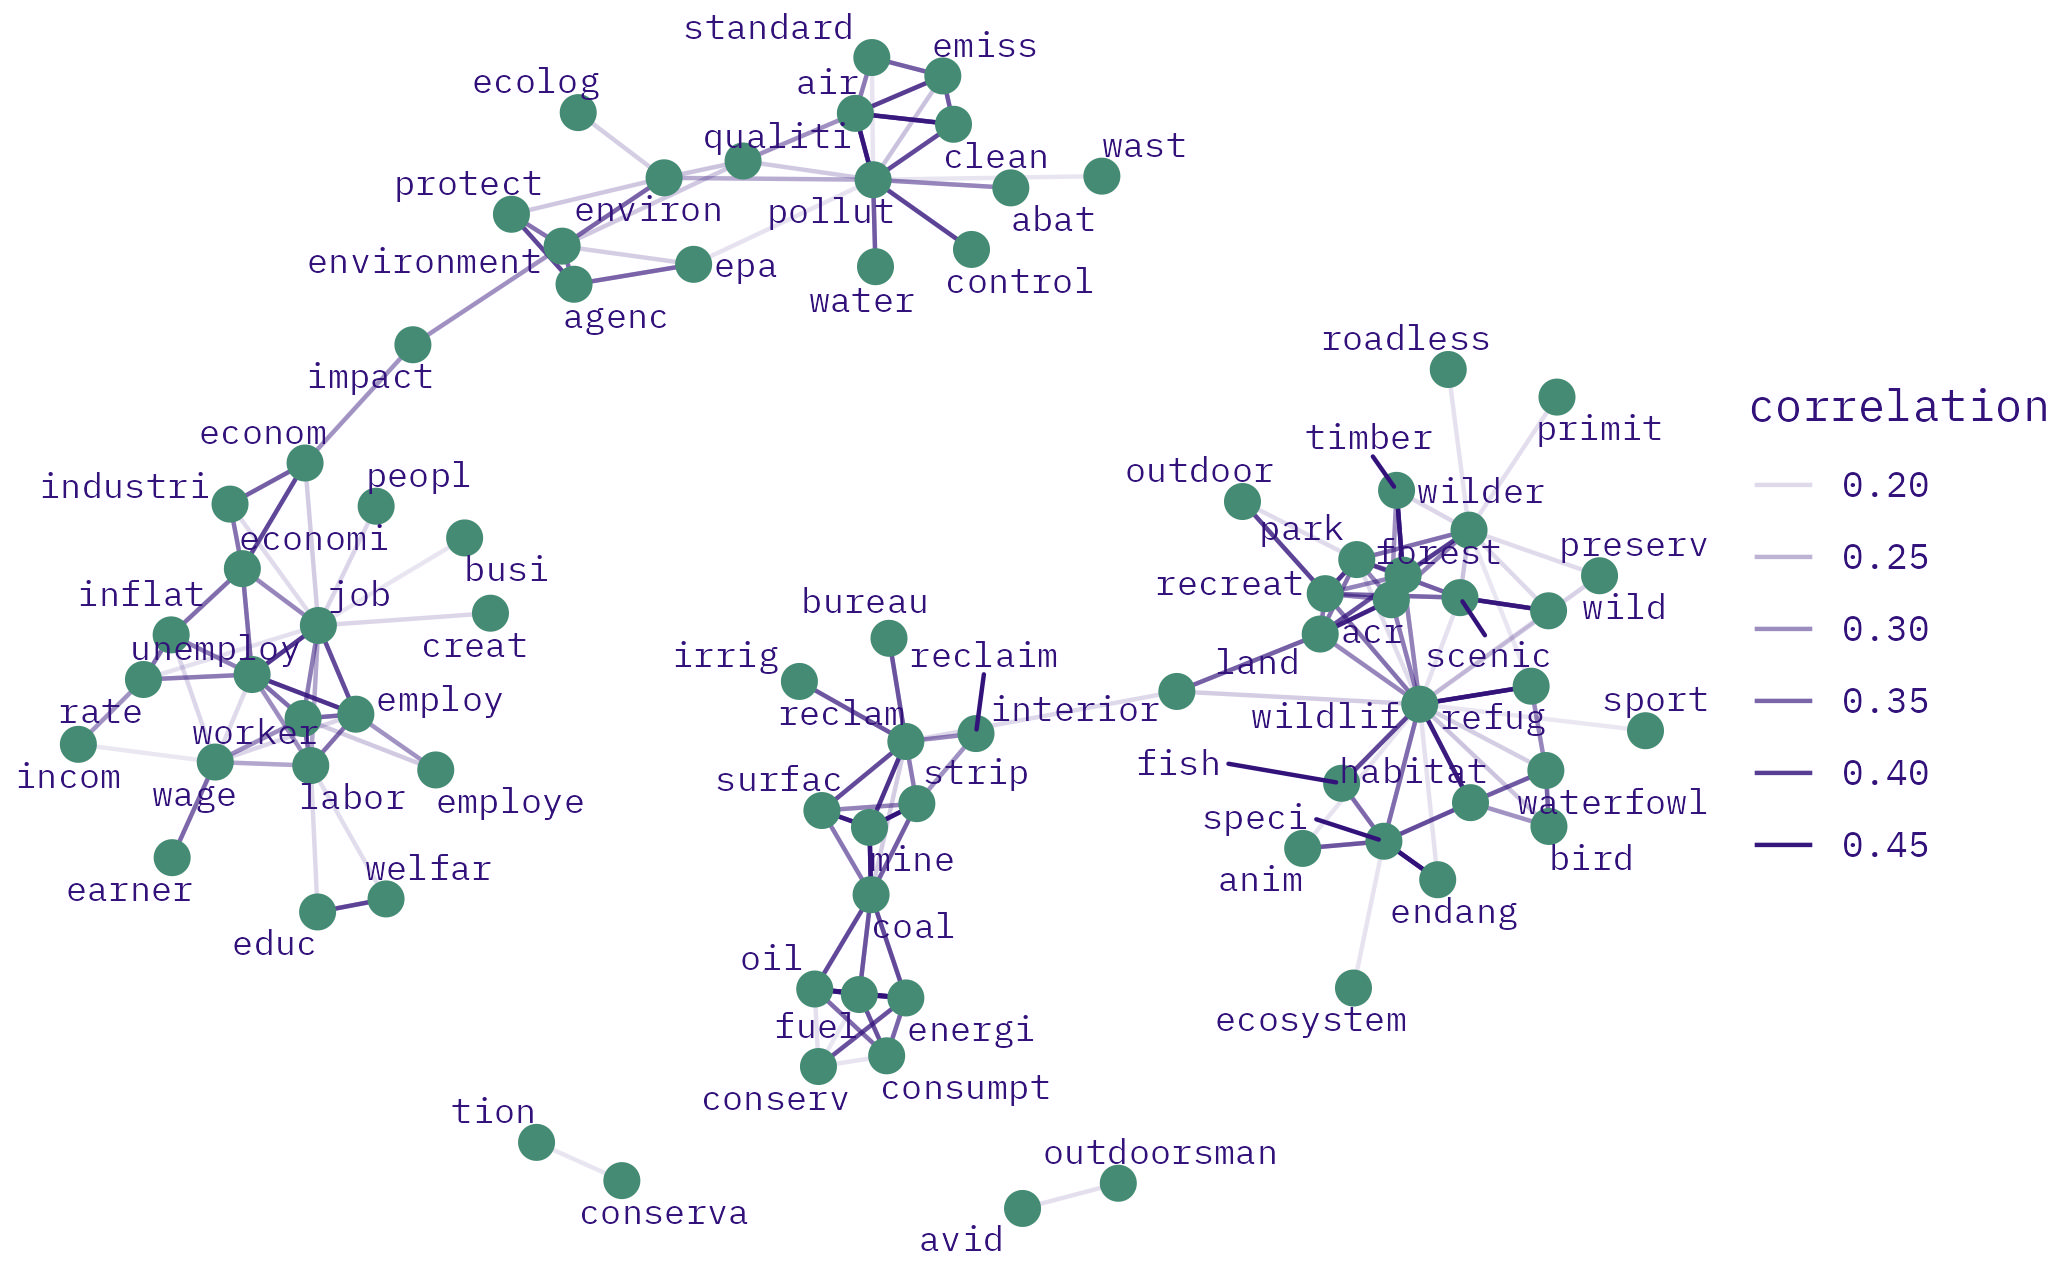 standard
emiss
ecolog
air
qualiti
clean
wast
protect
environ
pollut
abat
environment
epa
water
control
agenc
impact
econom
industri
peopl
economi
busi
inflat
job
creat
unemploy
rate
employ
worker
incom
wage
labor
employe
earner
welfar
educ
bureau
irrig
reclaim
reclam
interior
surfac
strip
mine
coal
oil
fuel
energi
conserv
consumpt
tion
conserva
outdoorsman
avid
roadless
primit
timber
outdoor
wilder
park
forest
preserv
recreat
wild
acr
scenic
land
wildlif
refug
sport
fish
habitat
waterfowl
speci
bird
anim
endang
ecosystem
correlation
0.20
0.25
0.30
0.35
0.40
0.45